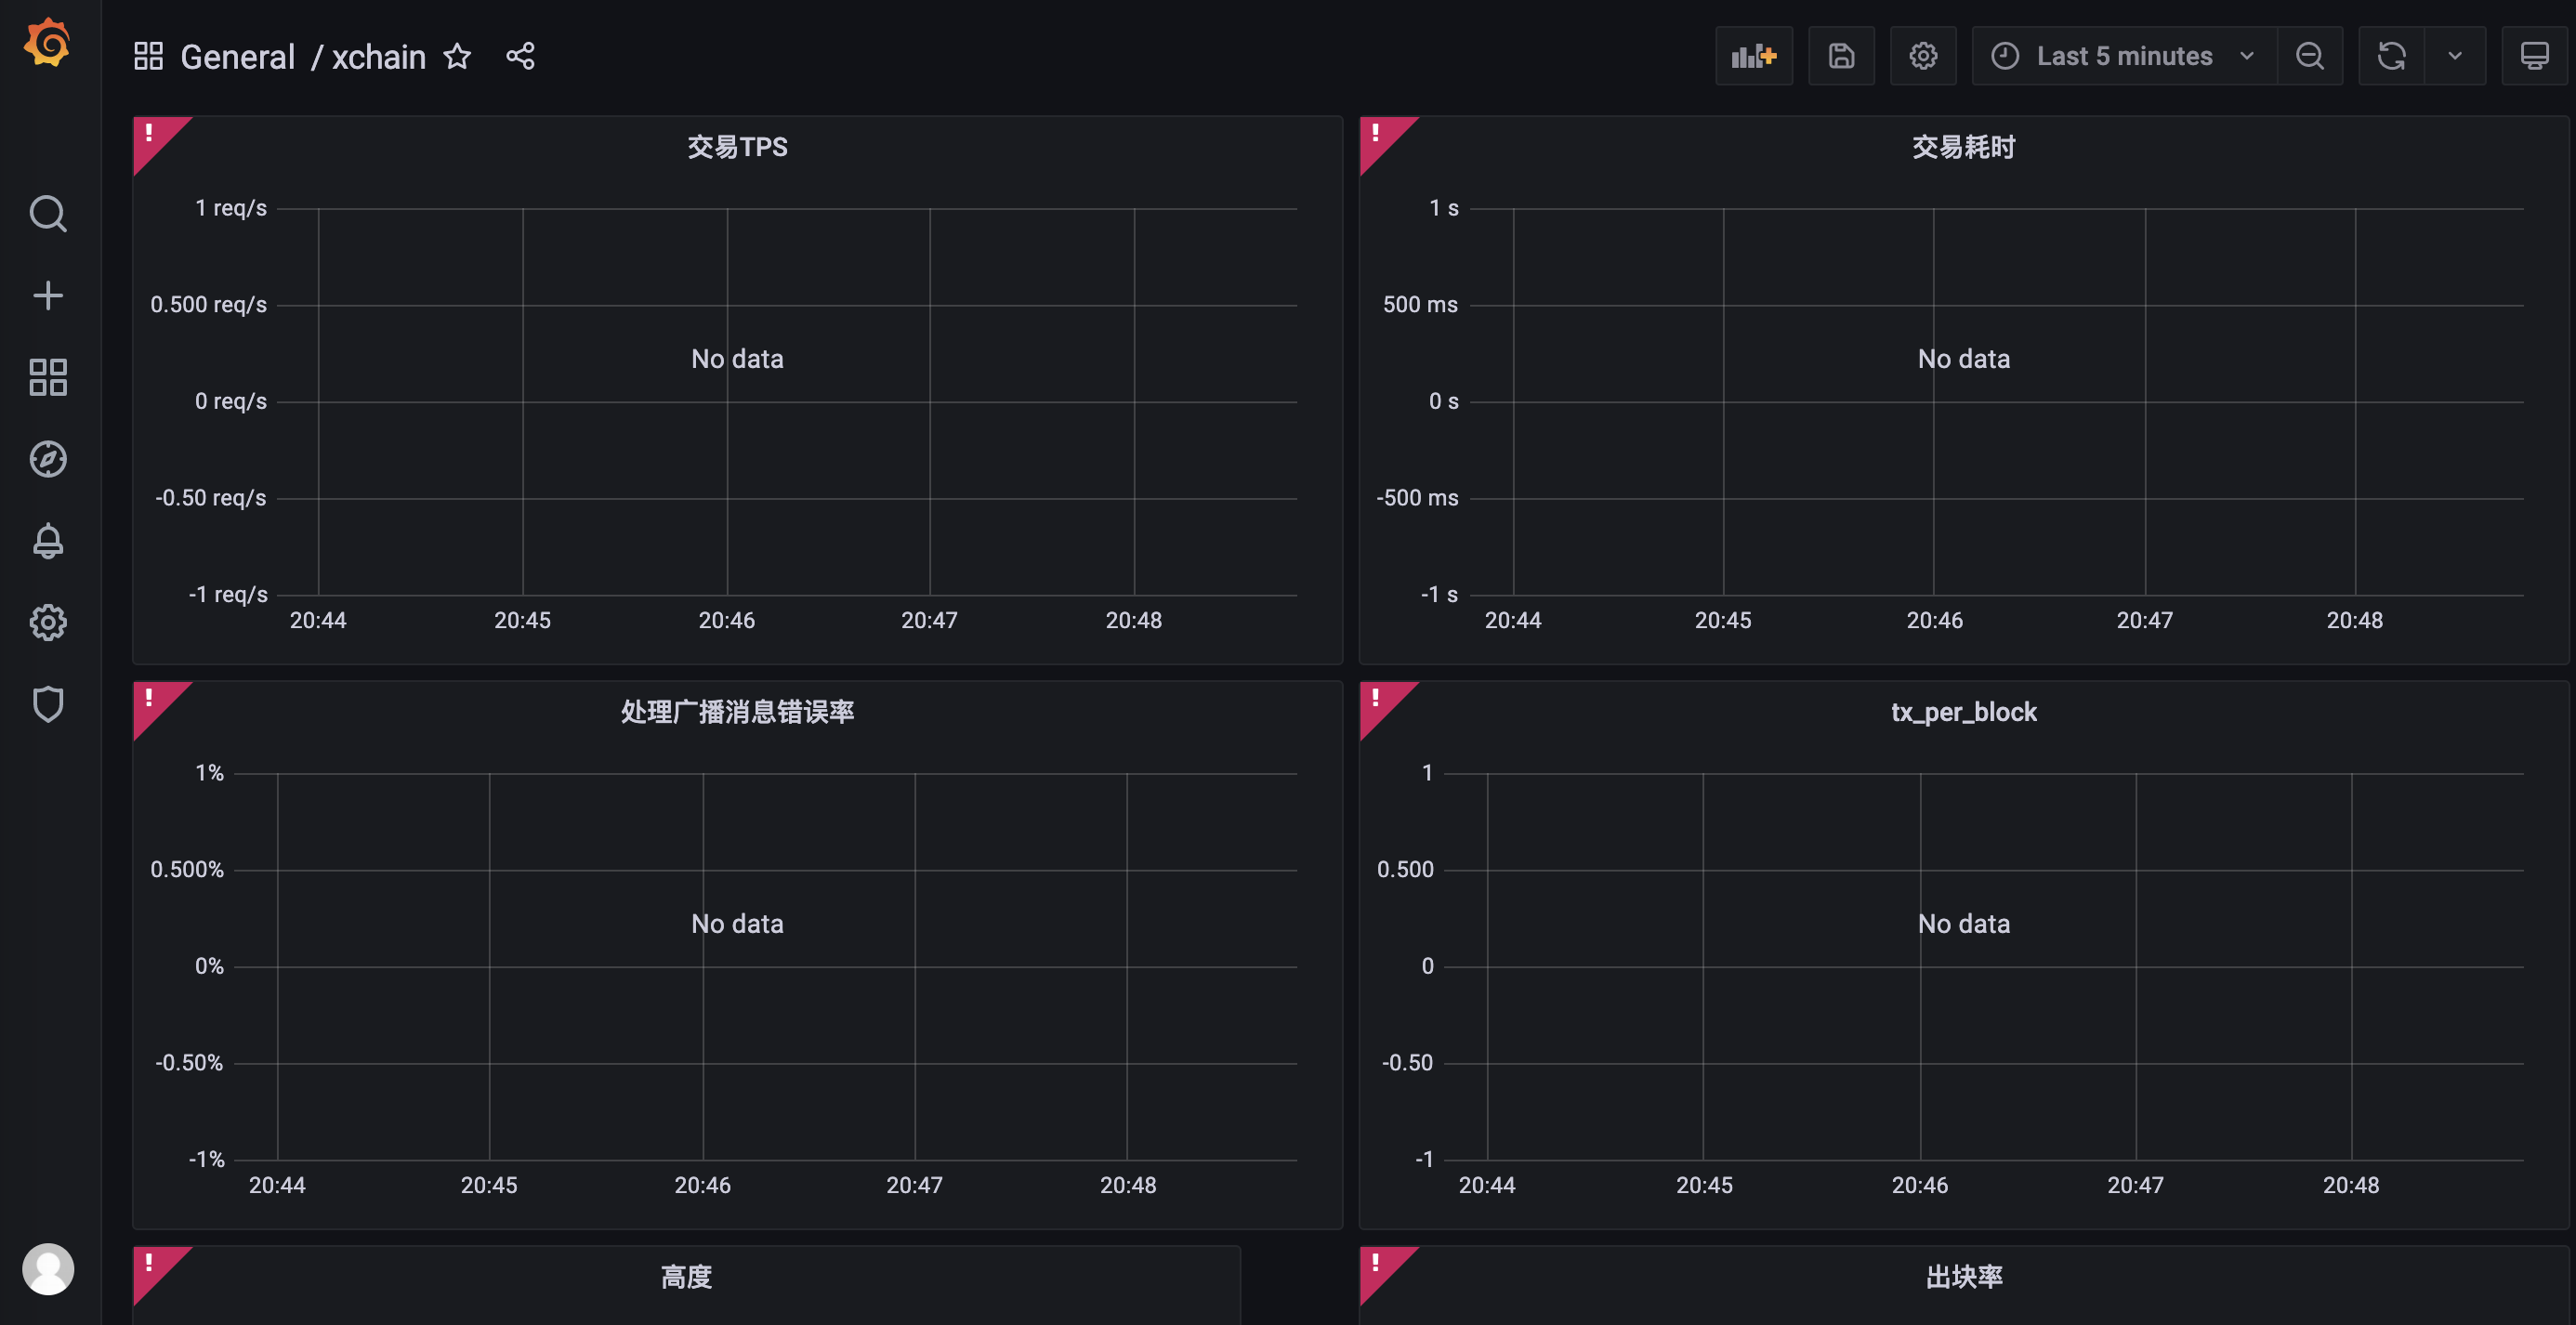 General / xchain
Last 5 minutes
!
交易TPS
1 req/s
0.500 req/s
No data
0 req/s
-0.50 req/s
-1 req/s
20:44 20:45 20:46 20:47 20:48
!
交易耗时
1 s
500 ms
No data
0 s
-500 ms
-1 s
20:44 20:45 20:46 20:47 20:48
!
处理广播消息错误率
1%
0.500%
No data
0%
-0.50%
-1%
20:44 20:45 20:46 20:47 20:48
!
tx_per_block
1
0.500
No data
0
-0.50
-1
20:44 20:45 20:46 20:47 20:48
!
高度
!
出块率